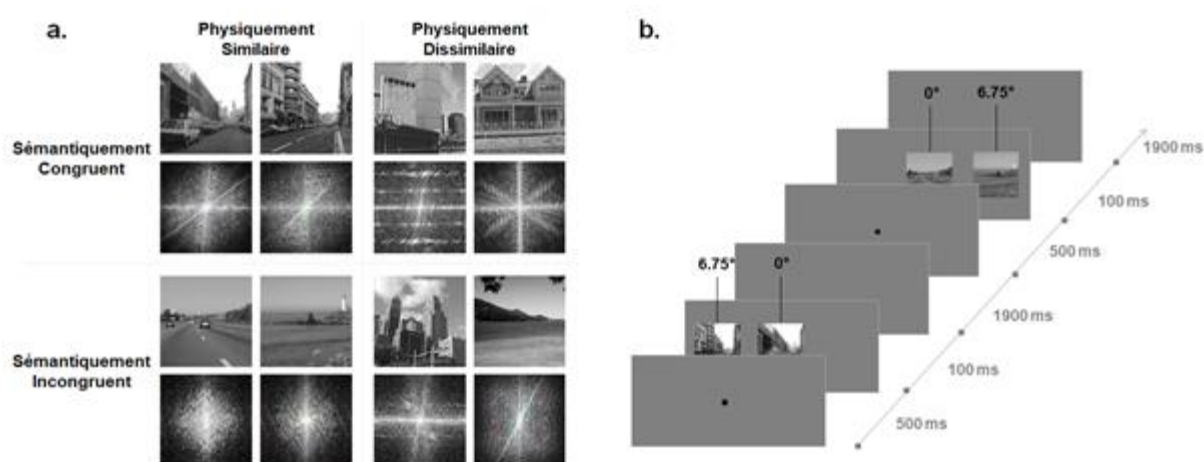 a.
Physiquement
Similaire
Physiquement
Dissimilaire
Sémantiquement
Congruent
Sémantiquement
Incongruent
b.
0°
6.75°
6.75°
0°
1900 ms
100 ms
500 ms
1900 ms
100 ms
500 ms